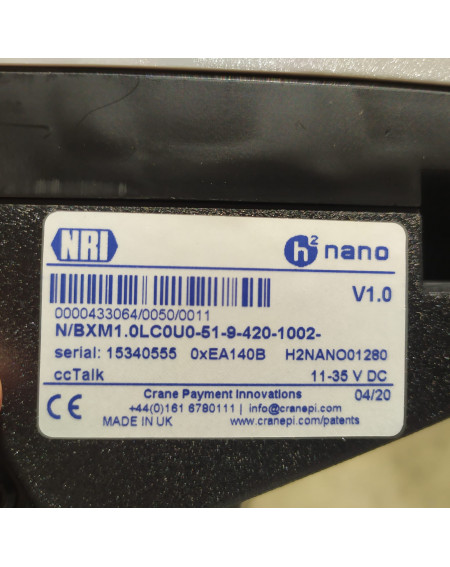 NRI
h2 nano
V1.0
0000433064/0050/0011
N/BXM1.0LC0U0-51-9-420-1002-
serial: 15340555 0xEA140B H2NANO01280
ccTalk 11-35 V DC
Crane Payment Innovations 04/20
+44(0)161 6780111 | info@cranepi.com
CE MADE IN UK www.cranepi.com/patents